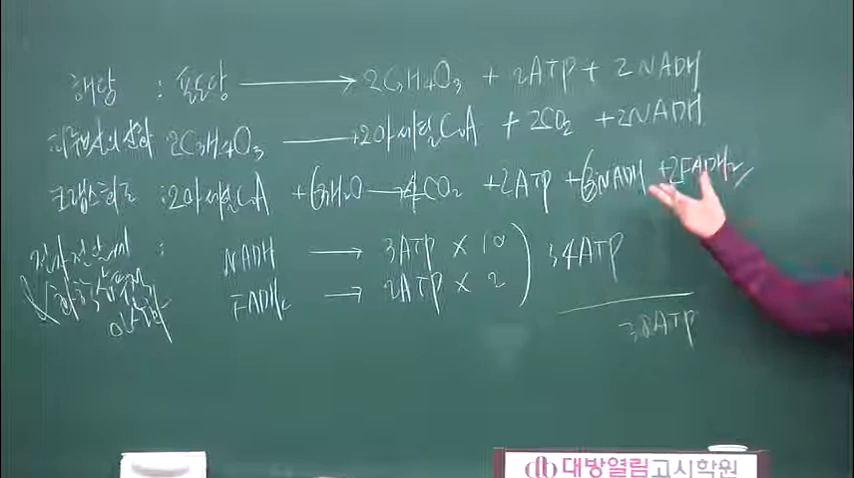 해당 : 포도당 → 2C3H4O3 + 2ATP + 2NADH
피루브산의 산화 2C3H4O3 → 2아세틸CoA + 2CO2 + 2NADH
크렙스회로 : 2아세틸CoA + 6H2O → 4CO2 + 2ATP + 6NADH + 2FADH2
전자전달계 : NADH → 3ATP × 10 ) 34ATP
FADH2 → 2ATP × 2
38ATP
대방열림고시학원